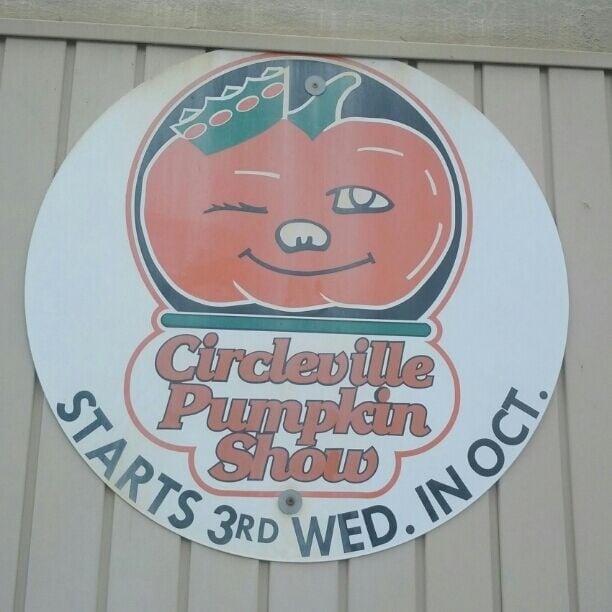 Circleville
Pumpkin
Show
STARTS 3RD WED. IN OCT.